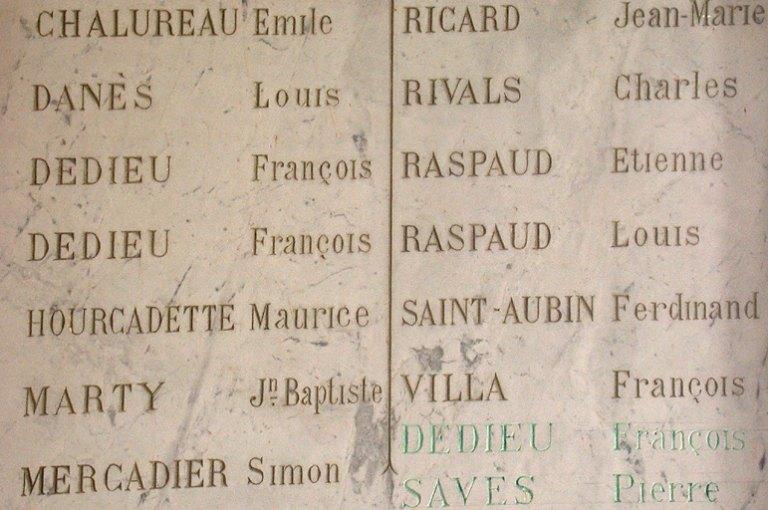 CHALUREAU Emile
DANÈS Louis
DEDIEU François
DEDIEU François
HOURCADETTE Maurice
MARTY Jn Baptiste
MERCADIER Simon
RICARD Jean-Marie
RIVALS Charles
RASPAUD Etienne
RASPAUD Louis
SAINT-AUBIN Ferdinand
VILLA François
DEDIEU François
SAVÈS Pierre